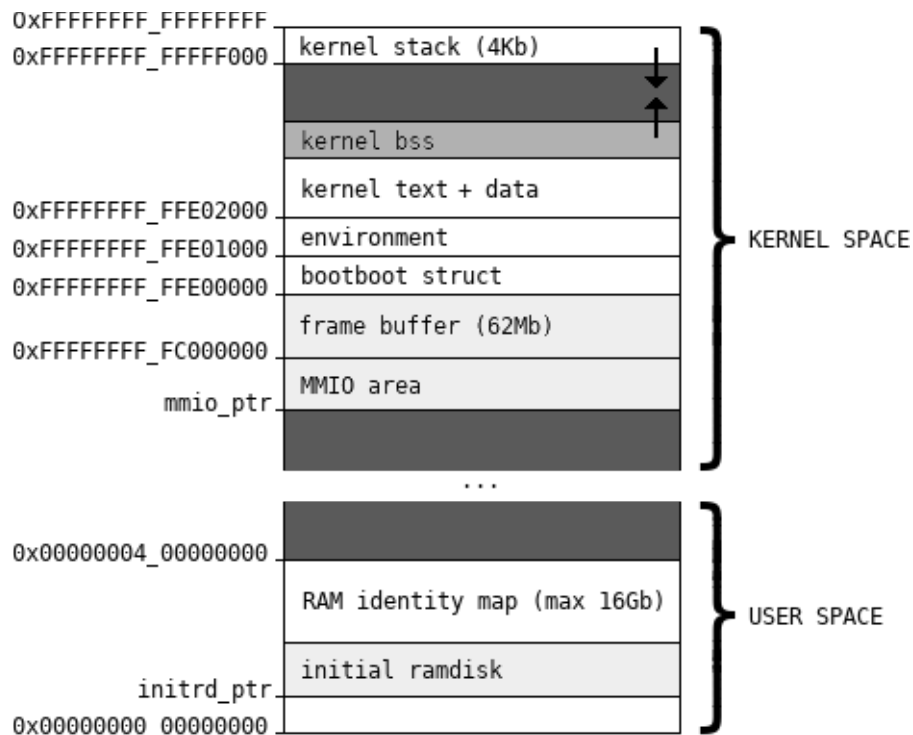 0xFFFFFFFF_FFFFFFFF
kernel stack (4Kb)
0xFFFFFFFF_FFFFF000
kernel bss
kernel text + data
0xFFFFFFFF_FFE02000
environment
KERNEL SPACE
0xFFFFFFFF_FFE01000
bootboot struct
0xFFFFFFFF_FFE00000
frame buffer (62Mb)
0xFFFFFFFF_FC000000
MMIO area
mmio_ptr
...
0x00000004_00000000
RAM identity map (max 16Gb)
USER SPACE
initial ramdisk
initrd_ptr
0x00000000_00000000